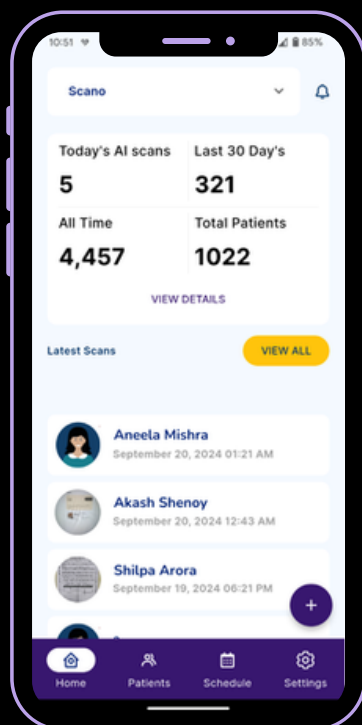 10:51 85%
Scano
Today's AI scans Last 30 Day's
5 321
All Time Total Patients
4,457 1022
VIEW DETAILS
Latest Scans VIEW ALL
Aneela Mishra
September 20, 2024 01:21 AM
Akash Shenoy
September 20, 2024 12:43 AM
Shilpa Arora
September 19, 2024 06:21 PM
+
Home Patients Schedule Settings